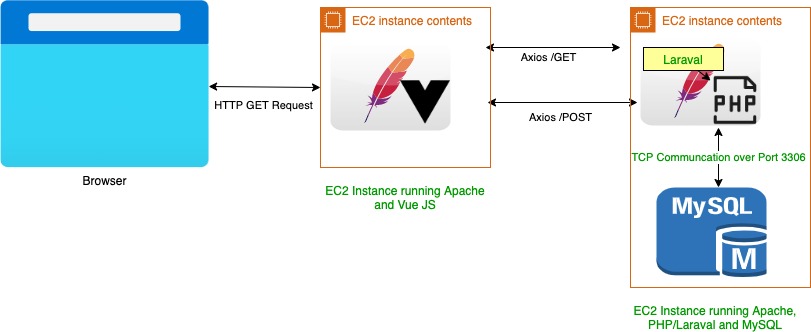 EC2 instance contents
EC2 instance contents
Laraval
Axios /GET
PHP
HTTP GET Request
Axios /POST
TCP Communcation over Port 3306
Browser
EC2 Instance running Apache
and Vue JS
MySQL
M
EC2 Instance running Apache,
PHP/Laraval and MySQL